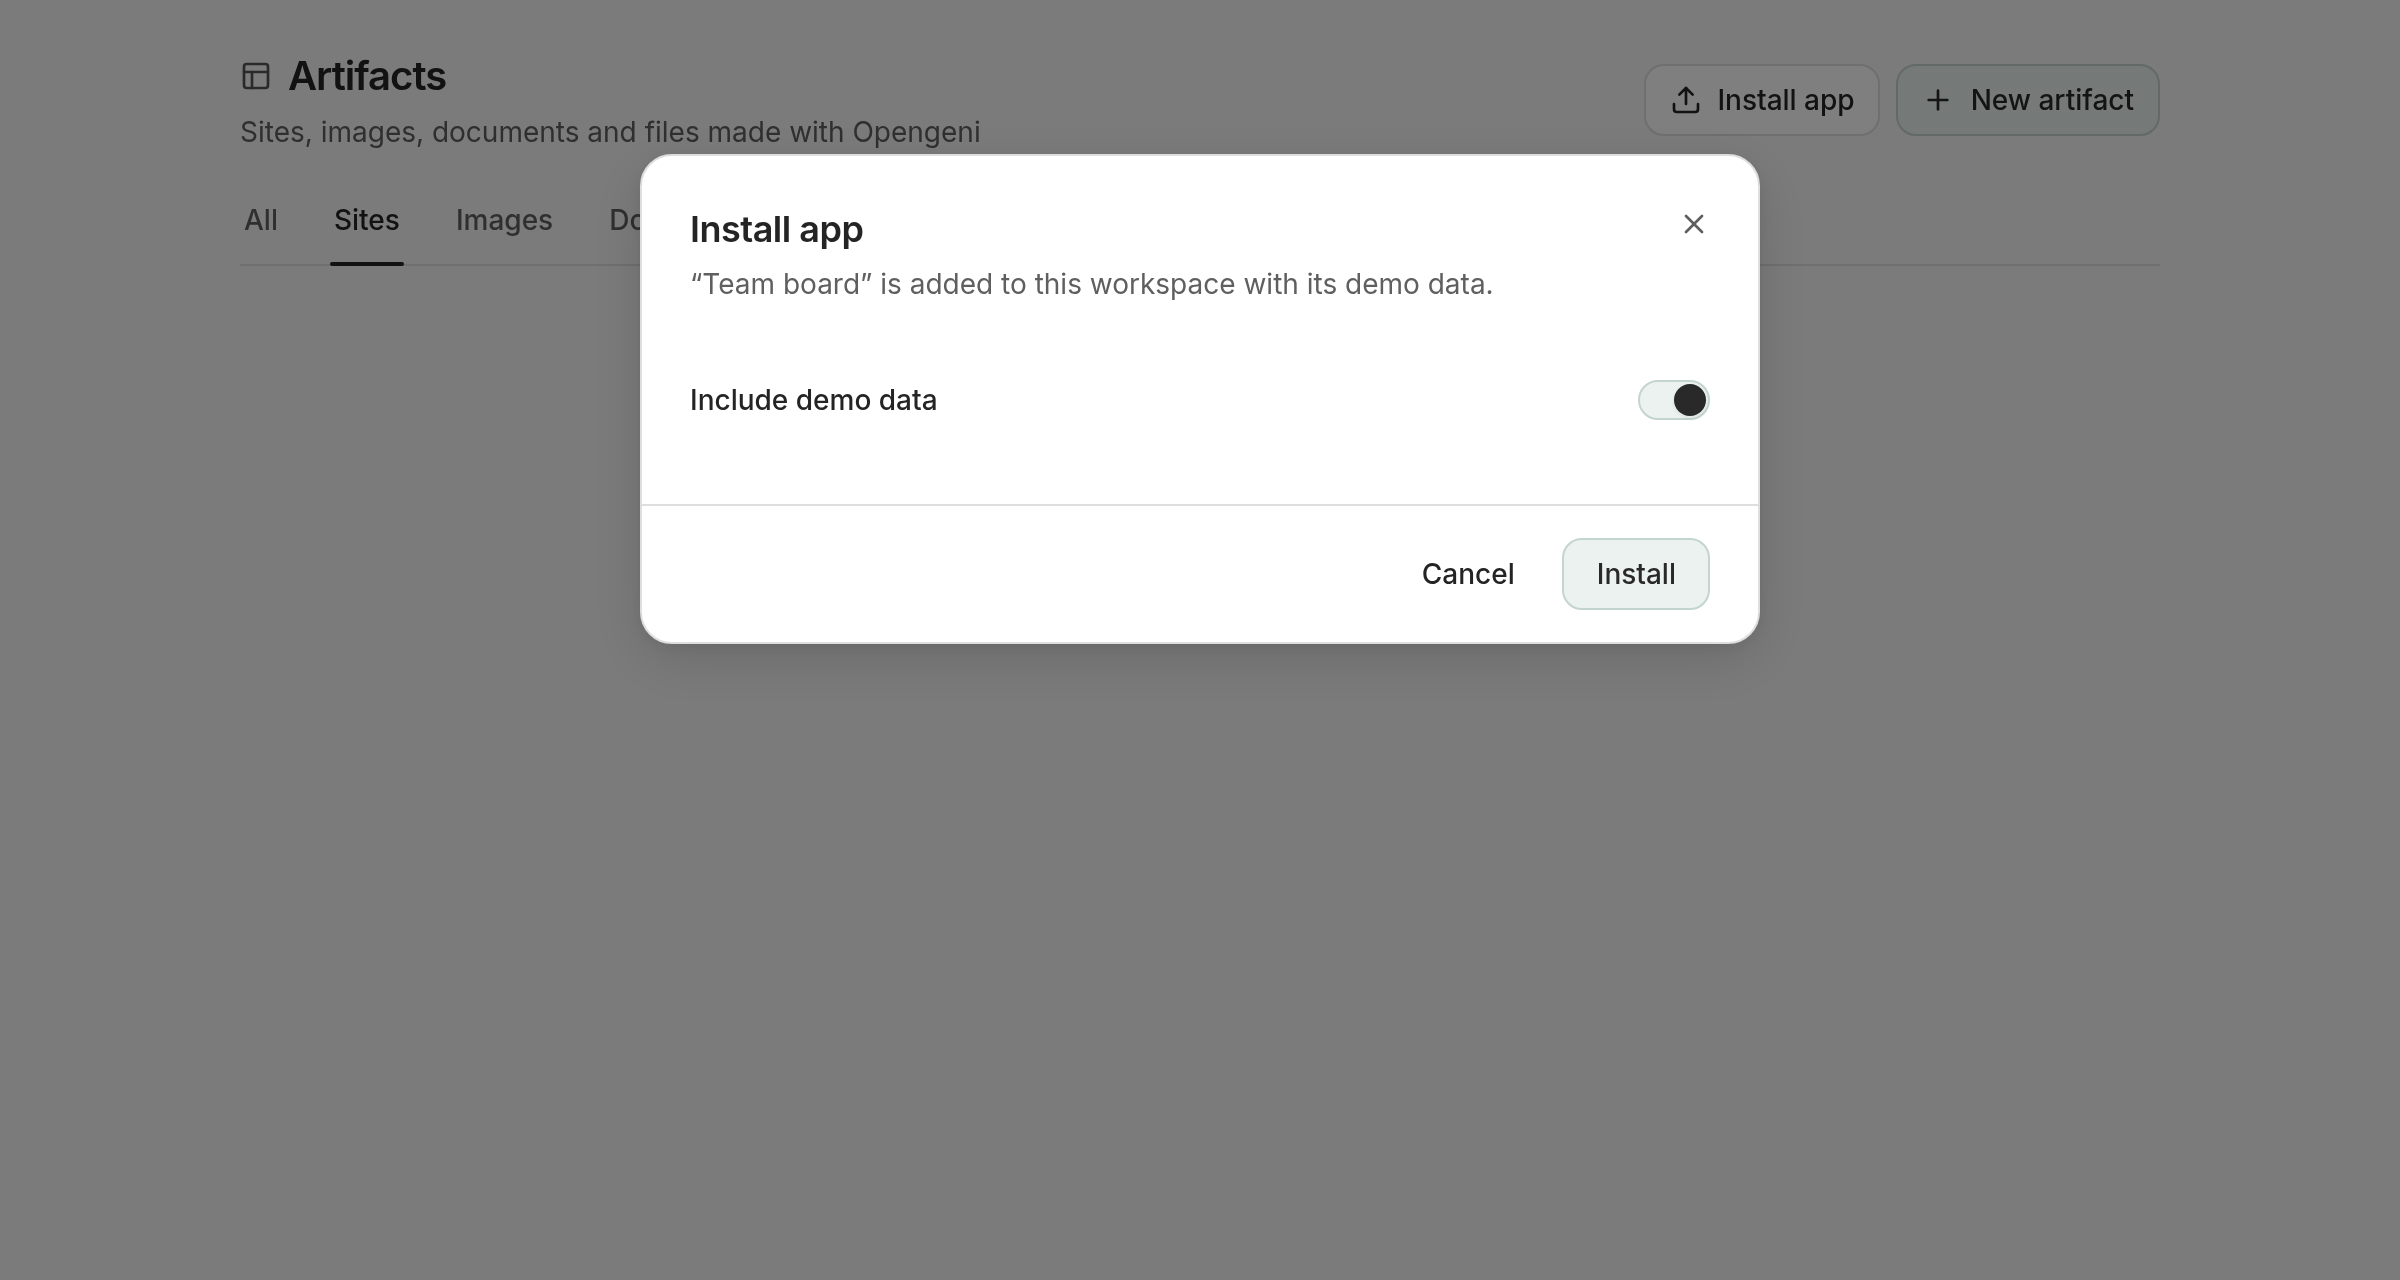 Artifacts
Sites, images, documents and files made with Opengeni
Install app
New artifact
All
Sites
Images
Install app
“Team board” is added to this workspace with its demo data.
Include demo data
Cancel
Install